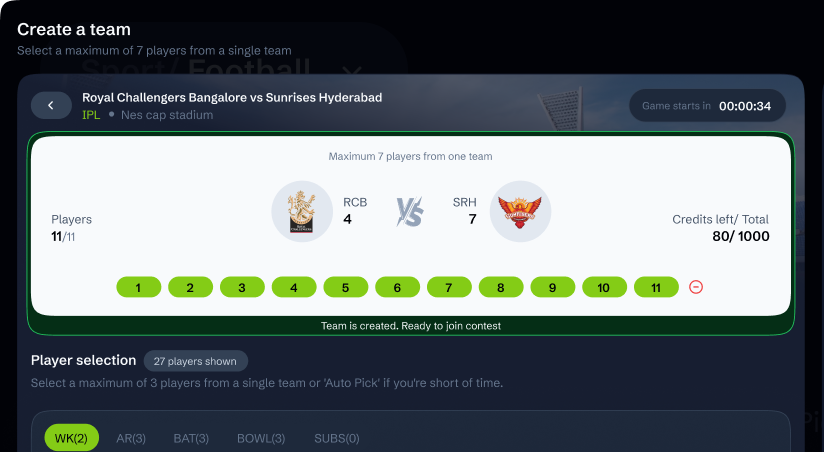 Create a team
Select a maximum of 7 players from a single team
Sport/ Football
Royal Challengers Bangalore vs Sunrises Hyderabad
IPL • Nes cap stadium
Game starts in 00:00:34
Maximum 7 players from one team
RCB
4
VS
SRH
7
Players
11/11
Credits left/ Total
80/ 1000
1 2 3 4 5 6 7 8 9 10 11
Team is created. Ready to join contest
Player selection 27 players shown
Select a maximum of 3 players from a single team or 'Auto Pick' if you're short of time.
WK(2) AR(3) BAT(3) BOWL(3) SUBS(0)